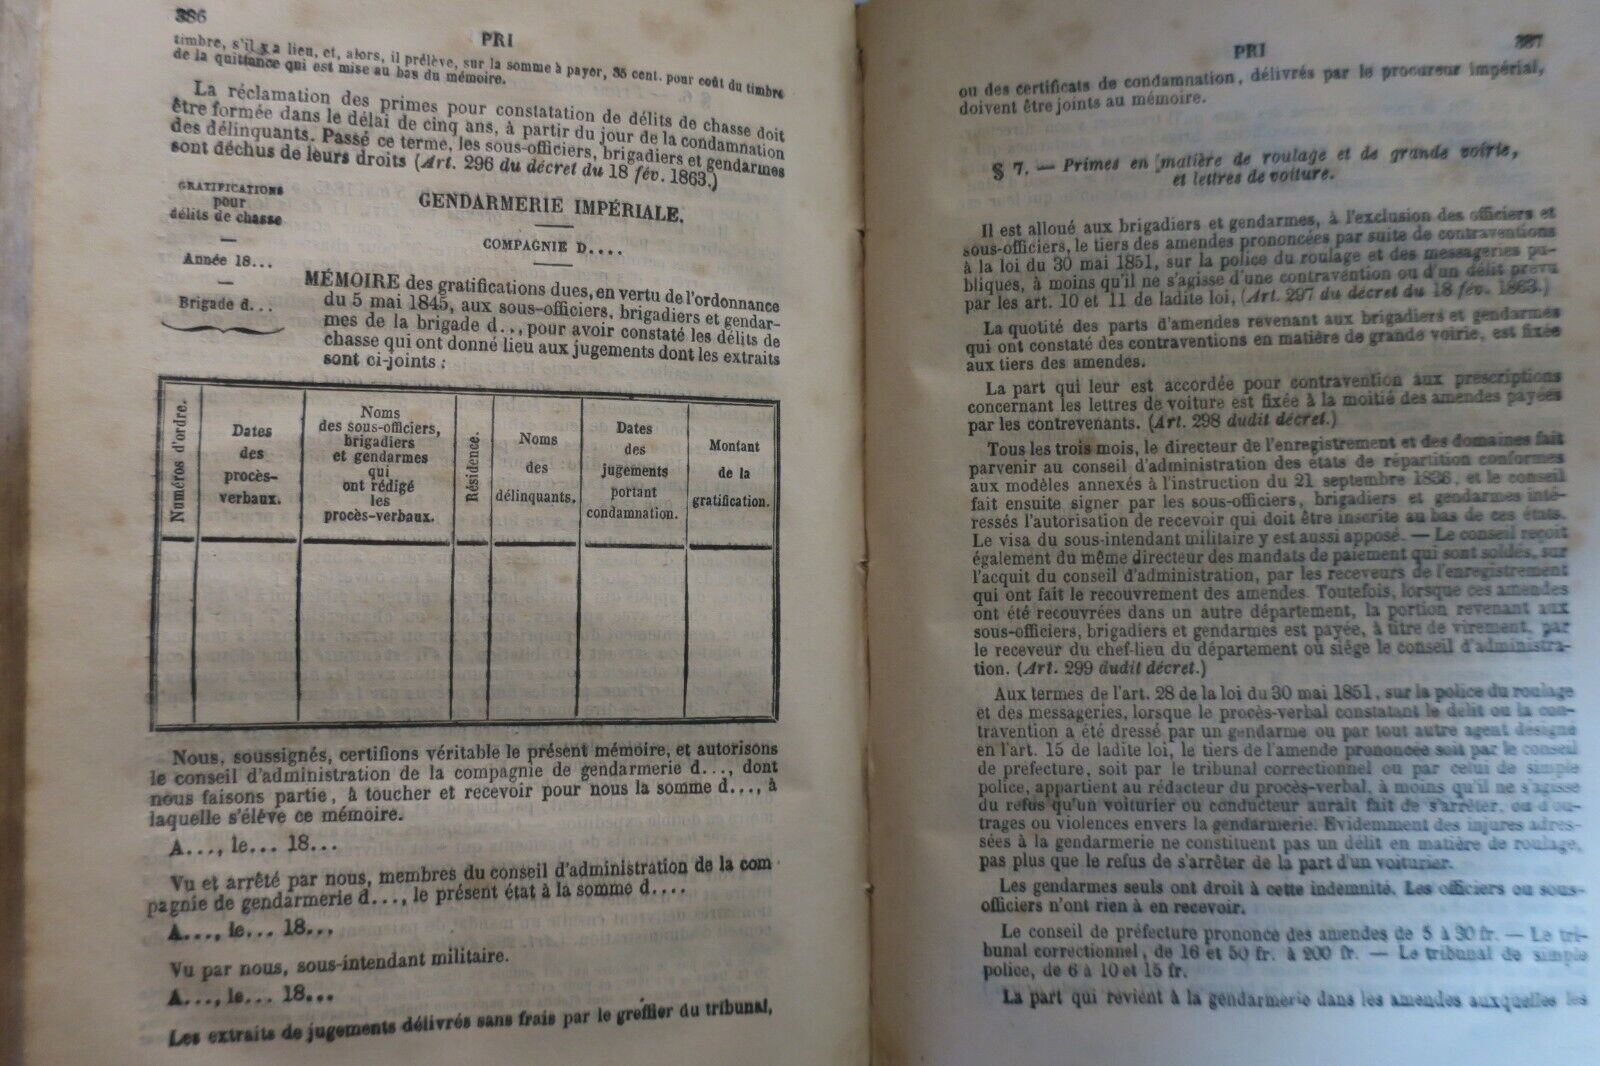 386
PRI
timbre, s'il y a lieu, et, alors, il prélève, sur la somme à payer, 35 cent. pour coût du timbre
de la quittance qui est mise au bas du mémoire.
La réclamation des primes pour constatation de délits de chasse doit
être formée dans le délai de cinq ans, à partir du jour de la condamnation
des délinquants. Passé ce terme, les sous-officiers, brigadiers et gendarmes
sont déchus de leurs droits (Art. 296 du décret du 18 fév. 1863.)
GRATIFICATIONS
pour
délits de chasse
—
Année 18...
—
Brigade d...
GENDARMERIE IMPÉRIALE.
COMPAGNIE D....
MÉMOIRE des gratifications dues, en vertu de l'ordonnance
du 5 mai 1845, aux sous-officiers, brigadiers et gendar-
mes de la brigade d..., pour avoir constaté les délits de
chasse qui ont donné lieu aux jugements dont les extraits
sont ci-joints :
Numéros d'ordre.
Dates
des
procès-
verbaux.
Noms
des sous-officiers,
brigadiers
et gendarmes
qui
ont rédigé
les
procès-verbaux.
Résidence.
Noms
des
délinquants.
Dates
des
jugements
portant
condamnation.
Montant
de la
gratification.
Nous, soussignés, certifions véritable le présent mémoire, et autorisons
le conseil d'administration de la compagnie de gendarmerie d..., dont
nous faisons partie, à toucher et recevoir pour nous la somme d..., à
laquelle s'élève ce mémoire.
A..., le... 18...
Vu et arrêté par nous, membres du conseil d'administration de la com
pagnie de gendarmerie d..., le présent état à la somme d....
A..., le... 18...
Vu par nous, sous-intendant militaire.
A..., le... 18...
Les extraits de jugements délivrés sans frais par le greffier du tribunal,
PRI
387
ou des certificats de condamnation, délivrés par le procureur impérial,
doivent être joints au mémoire.
§ 7. — Primes en matière de roulage et de grande voirie,
et lettres de voiture.
Il est alloué aux brigadiers et gendarmes, à l'exclusion des officiers et
sous-officiers, le tiers des amendes prononcées par suite de contraventions
à la loi du 30 mai 1851, sur la police du roulage et des messageries pu-
bliques, à moins qu'il ne s'agisse d'une contravention ou d'un délit prévu
par les art. 10 et 11 de ladite loi, (Art. 297 du décret du 18 fév. 1863.)
La quotité des parts d'amendes revenant aux brigadiers et gendarmes
qui ont constaté des contraventions en matière de grande voirie, est fixée
aux tiers des amendes.
La part qui leur est accordée pour contravention aux prescriptions
concernant les lettres de voiture est fixée à la moitié des amendes payées
par les contrevenants. (Art. 298 dudit décret.)
Tous les trois mois, le directeur de l'enregistrement et des domaines fait
parvenir au conseil d'administration des états de répartition conformes
aux modèles annexés à l'instruction du 21 septembre 1836, et le conseil
fait ensuite signer par les sous-officiers, brigadiers et gendarmes inté-
ressés l'autorisation de recevoir qui doit être inscrite au bas de ces états.
Le visa du sous-intendant militaire y est aussi apposé. — Le conseil reçoit
également du même directeur des mandats de paiement qui sont soldés, sur
l'acquit du conseil d'administration, par les receveurs de l'enregistrement
qui ont fait le recouvrement des amendes. Toutefois, lorsque ces amendes
ont été recouvrées dans un autre département, la portion revenant aux
sous-officiers, brigadiers et gendarmes est payée, à titre de virement, par
le receveur du chef-lieu du département où siège le conseil d'administra-
tion. (Art. 299 dudit décret.)
Aux termes de l'art. 28 de la loi du 30 mai 1851, sur la police du roulage
et des messageries, lorsque le procès-verbal constatant le délit ou la con-
travention a été dressé par un gendarme ou par tout autre agent désigné
en l'art. 15 de ladite loi, le tiers de l'amende prononcée soit par le conseil
de préfecture, soit par le tribunal correctionnel ou par celui de simple
police, appartient au rédacteur du procès-verbal, à moins qu'il ne s'agisse
du refus qu'un voiturier ou conducteur aurait fait de s'arrêter, ou d'ou-
trages ou violences envers la gendarmerie. Evidemment des injures adres-
sées à la gendarmerie ne constituent pas un délit en matière de roulage,
pas plus que le refus de s'arrêter de la part d'un voiturier.
Les gendarmes seuls ont droit à cette indemnité. Les officiers ou sous-
officiers n'ont rien à en recevoir.
Le conseil de préfecture prononce des amendes de 5 à 30 fr. — Le tri-
bunal correctionnel, de 16 et 50 fr. à 200 fr. — Le tribunal de simple
police, de 6 à 10 et 15 fr.
La part qui revient à la gendarmerie dans les amendes auxquelles les